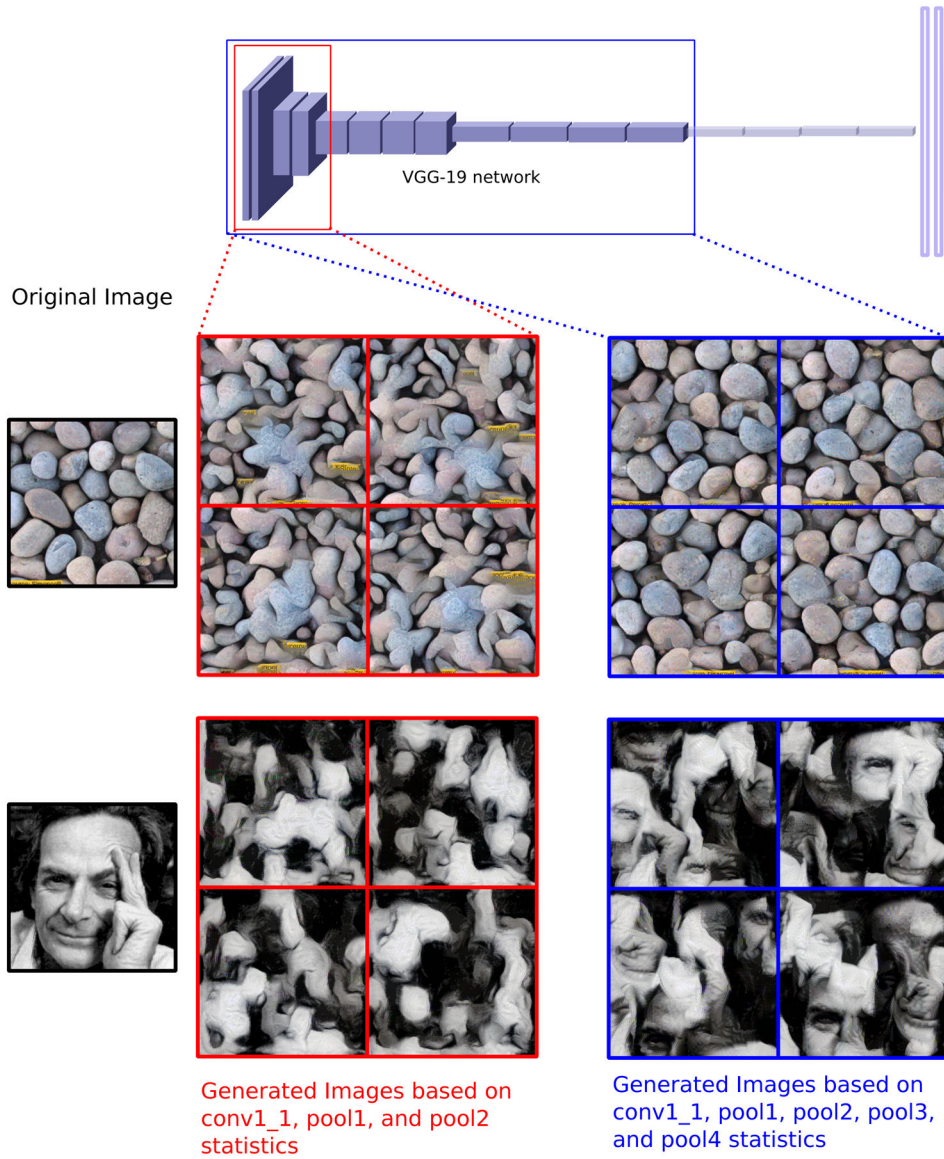 VGG-19 network
Original Image
Generated Images based on
conv1_1, pool1, and pool2
statistics
Generated Images based on
conv1_1, pool1, pool2, pool3,
and pool4 statistics